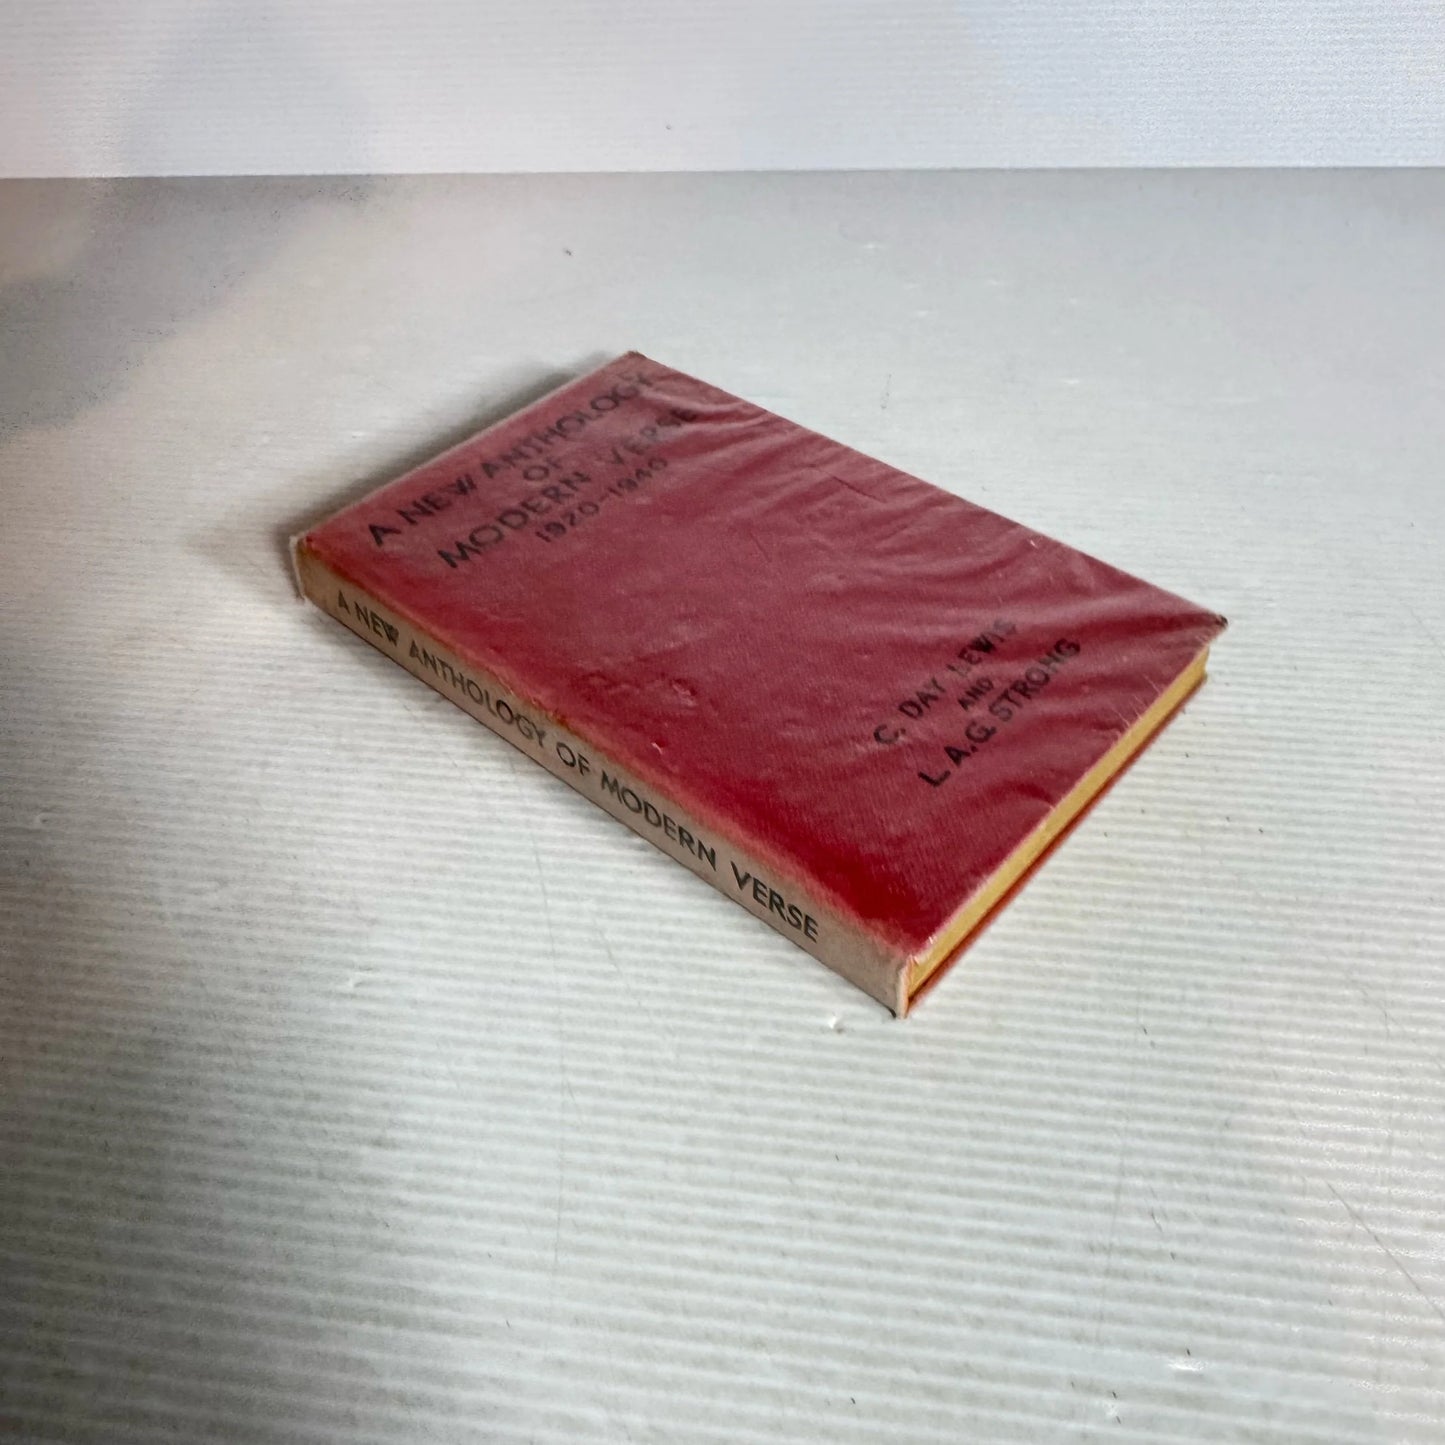 A NEW ANTHOLOGY
OF
MODERN VERSE
1920-1940
C. DAY LEWIS
AND
L.A.G. STRONG
A NEW ANTHOLOGY OF MODERN VERSE